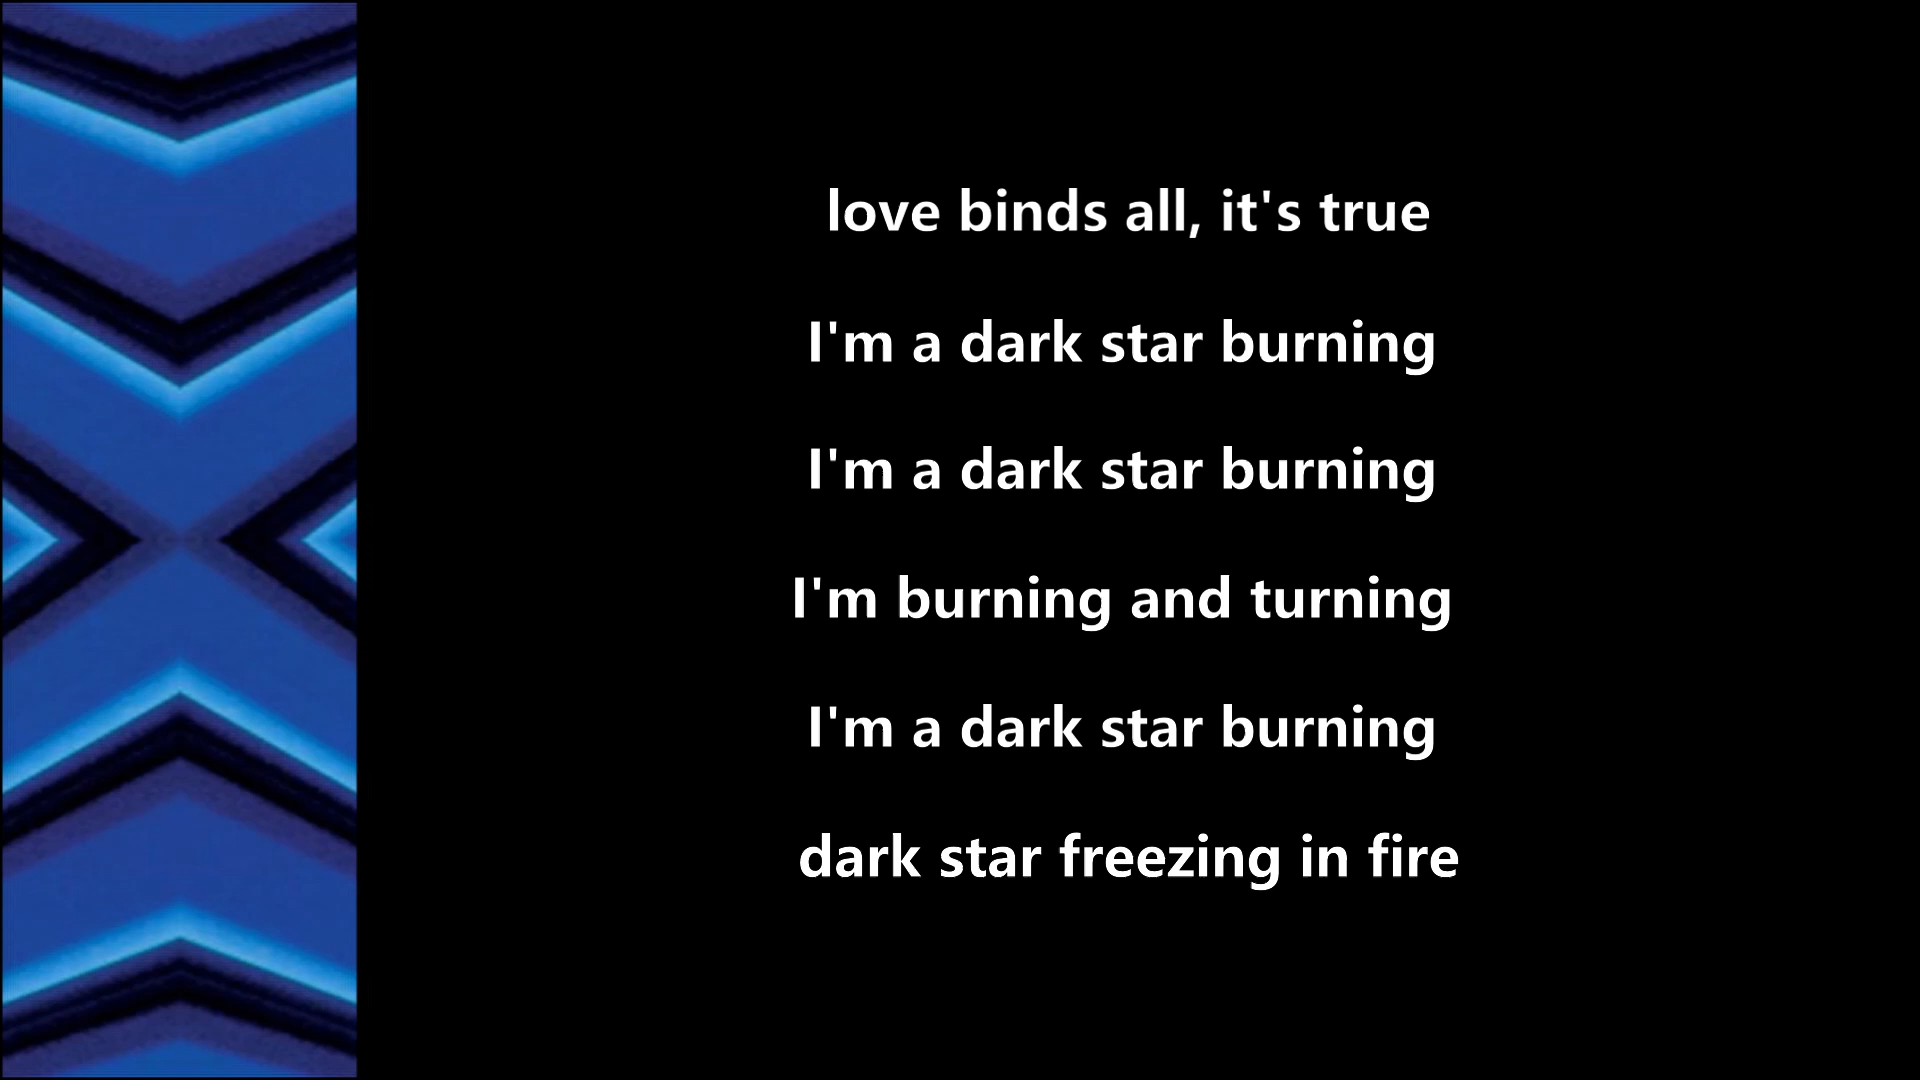 love binds all, it's true
I'm a dark star burning
I'm a dark star burning
I'm burning and turning
I'm a dark star burning
dark star freezing in fire